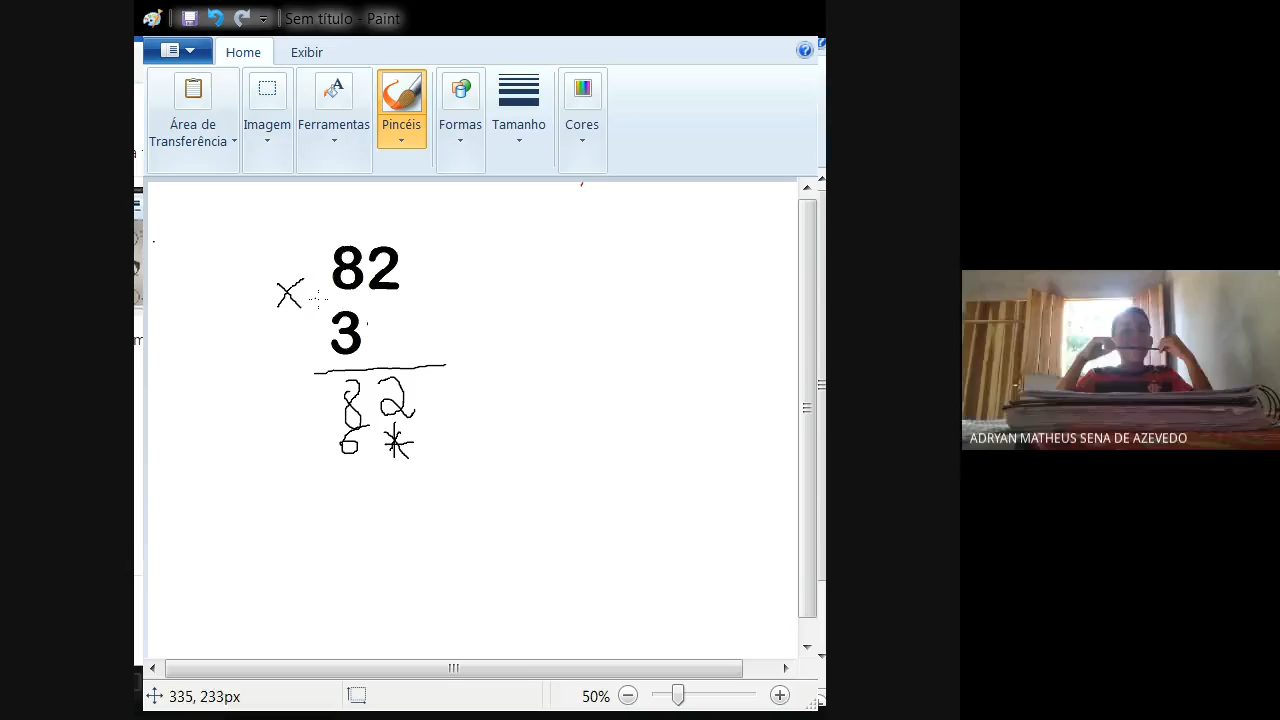 Sem título - Paint
Home Exibir
Área de Transferência
Imagem
Ferramentas
Pincéis
Formas
Tamanho
Cores
82
X
3
82
6 *
335, 233px
50%
ADRYAN MATHEUS SENA DE AZEVEDO